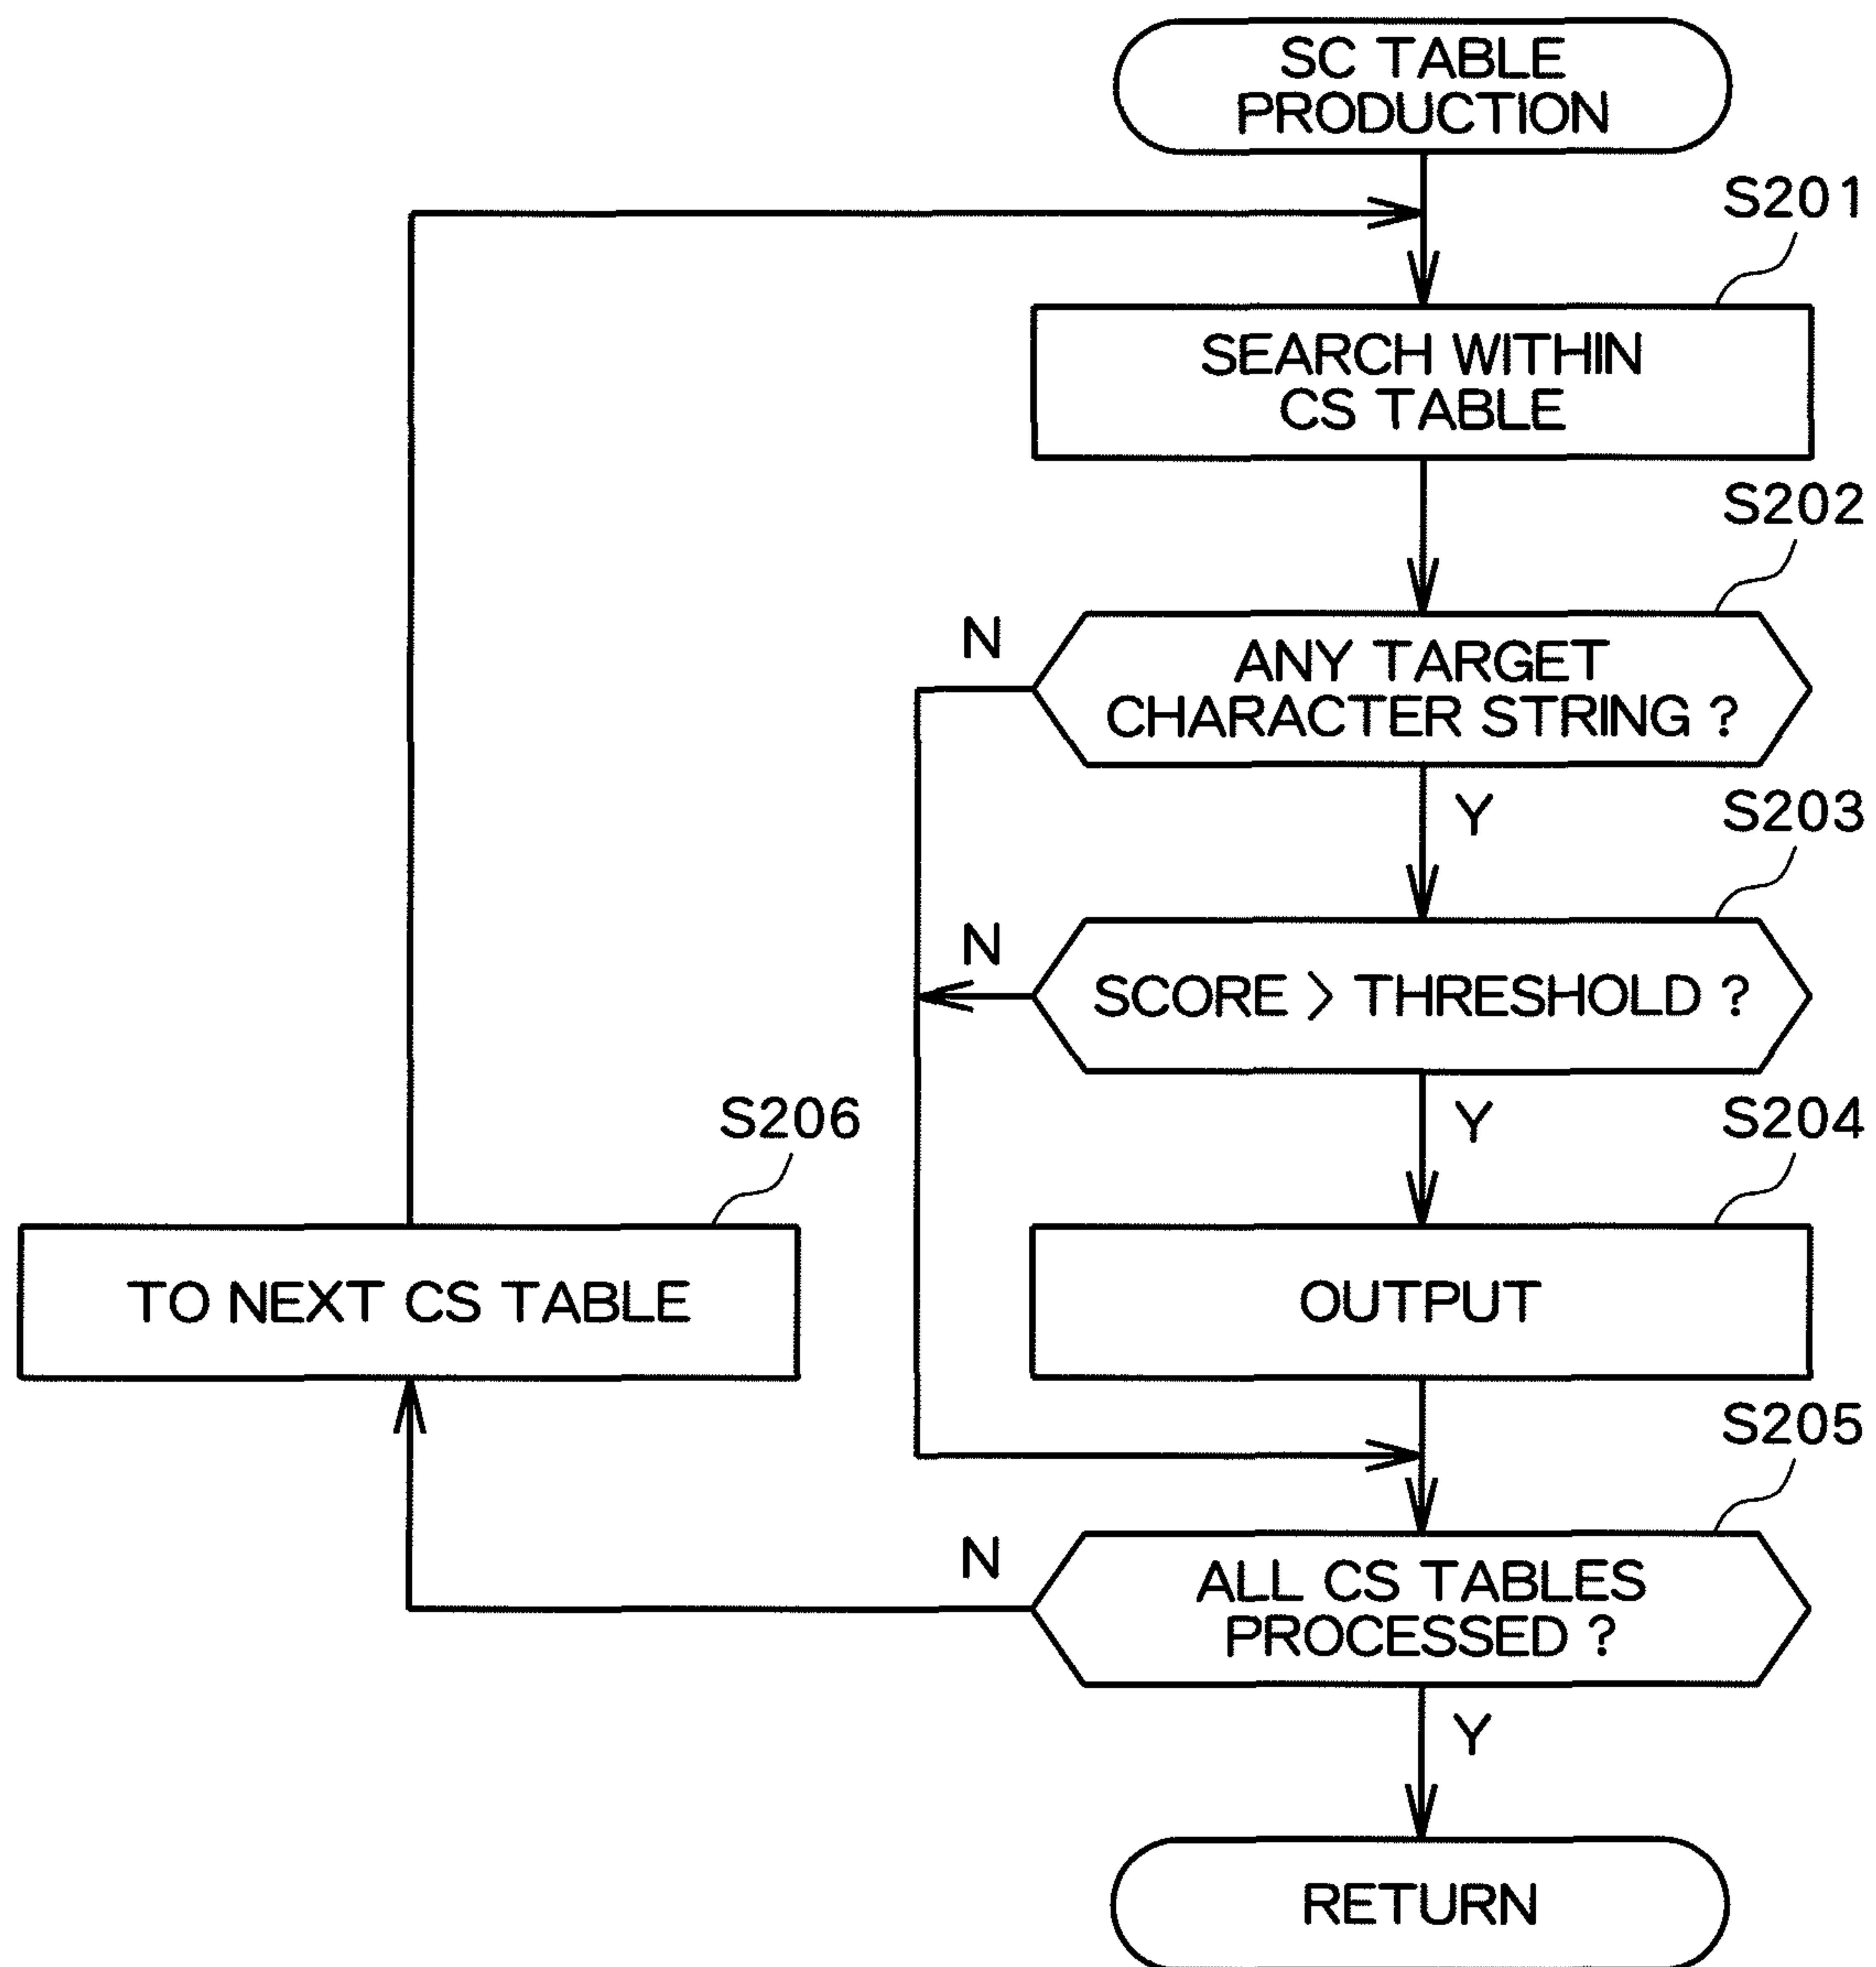 SC TABLE
PRODUCTION
S201
SEARCH WITHIN
CS TABLE
S202
N
ANY TARGET
CHARACTER STRING ?
Y
S203
N
SCORE > THRESHOLD ?
Y
S206
S204
TO NEXT CS TABLE
OUTPUT
S205
N
ALL CS TABLES
PROCESSED ?
Y
RETURN